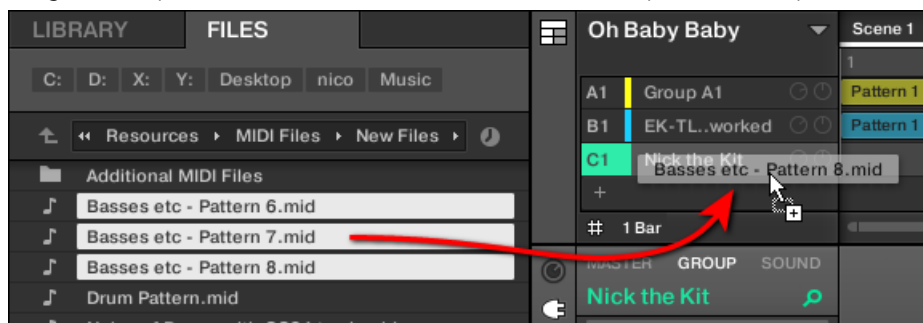 LIBRARY FILES
C: D: X: Y: Desktop nico Music
Resources MIDI Files New Files
Additional MIDI Files
Basses etc - Pattern 6.mid
Basses etc - Pattern 7.mid
Basses etc - Pattern 8.mid
Drum Pattern.mid
Oh Baby Baby
A1 Group A1
B1 EK-TL..worked
C1 Nick the Kit
Basses etc - Pattern 8.mid
+
1 Bar
MASTER GROUP SOUND
Nick the Kit
Scene 1
1
Pattern 1
Pattern 1